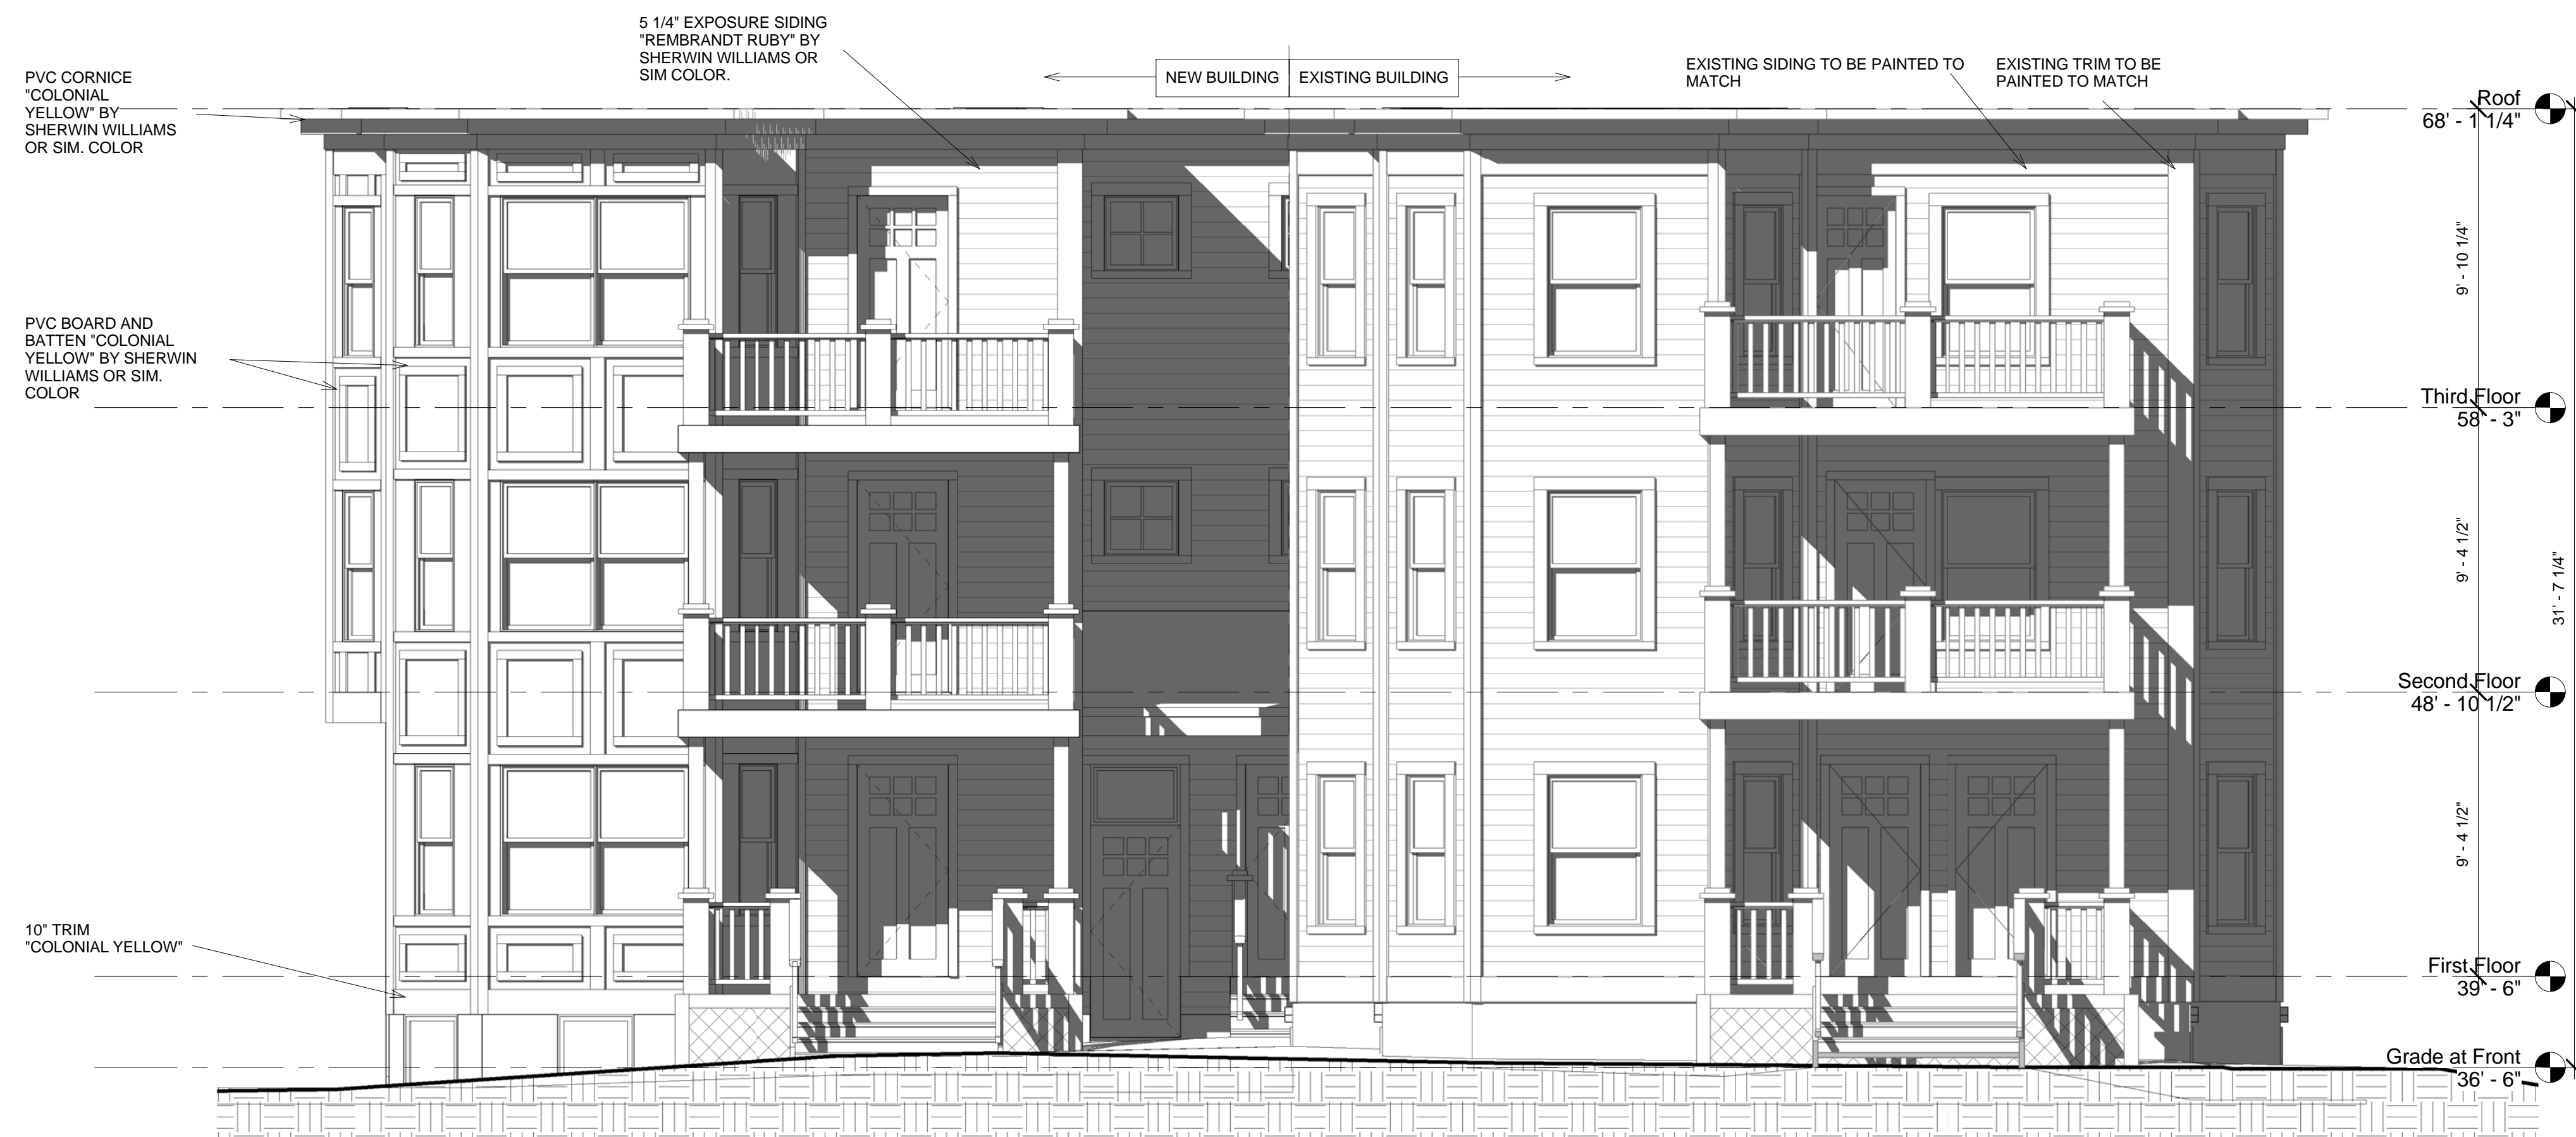 5 1/4" EXPOSURE SIDING
"REMBRANDT RUBY" BY
SHERWIN WILLIAMS OR
SIM COLOR.
PVC CORNICE
"COLONIAL
YELLOW" BY
SHERWIN WILLIAMS
OR SIM. COLOR
NEW BUILDING
EXISTING BUILDING
EXISTING SIDING TO BE PAINTED TO
MATCH
EXISTING TRIM TO BE
PAINTED TO MATCH
Roof
68' - 1 1/4"
9' - 10 1/4"
PVC BOARD AND
BATTEN "COLONIAL
YELLOW" BY SHERWIN
WILLIAMS OR SIM.
COLOR
Third Floor
58' - 3"
9' - 4 1/2"
31' - 7 1/4"
Second Floor
48' - 10 1/2"
9' - 4 1/2"
10" TRIM
"COLONIAL YELLOW"
First Floor
39' - 6"
Grade at Front
36' - 6"